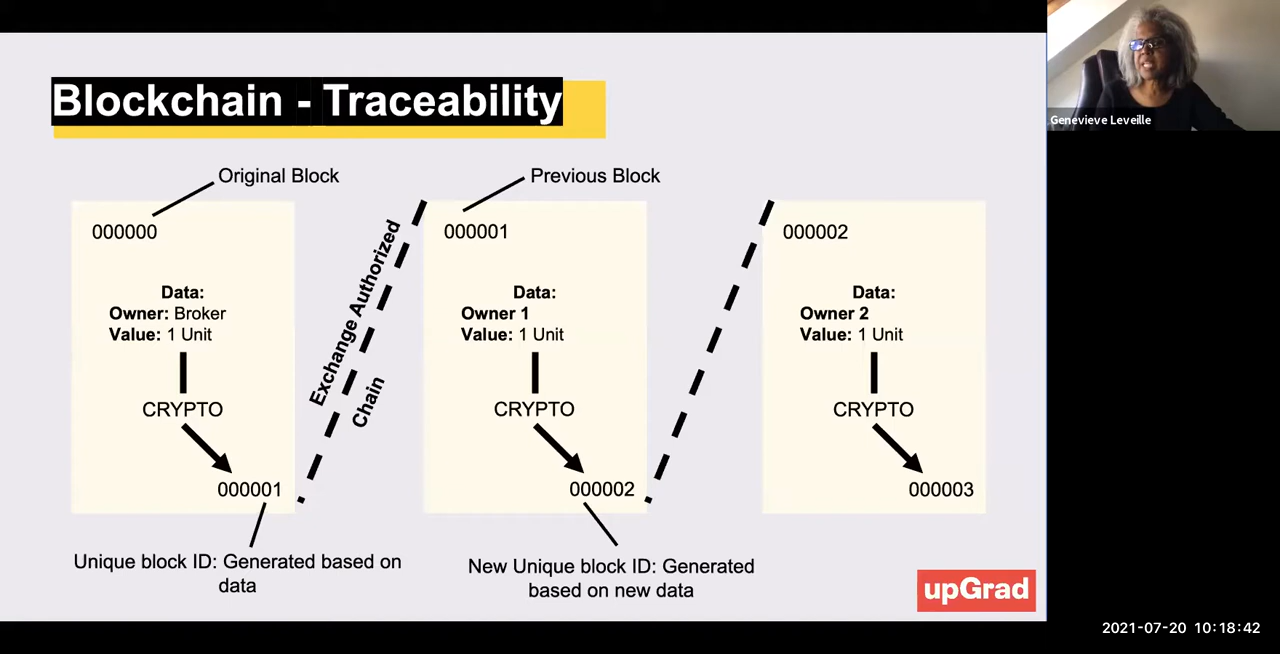 Blockchain - Traceability
Genevieve Leveille
Original Block
Previous Block
000000
Data:
Owner: Broker
Value: 1 Unit
CRYPTO
000001
Exchange Authorized
Chain
000001
Data:
Owner 1
Value: 1 Unit
CRYPTO
000002
000002
Data:
Owner 2
Value: 1 Unit
CRYPTO
000003
Unique block ID: Generated based on
data
New Unique block ID: Generated
based on new data
upGrad
2021-07-20 10:18:42